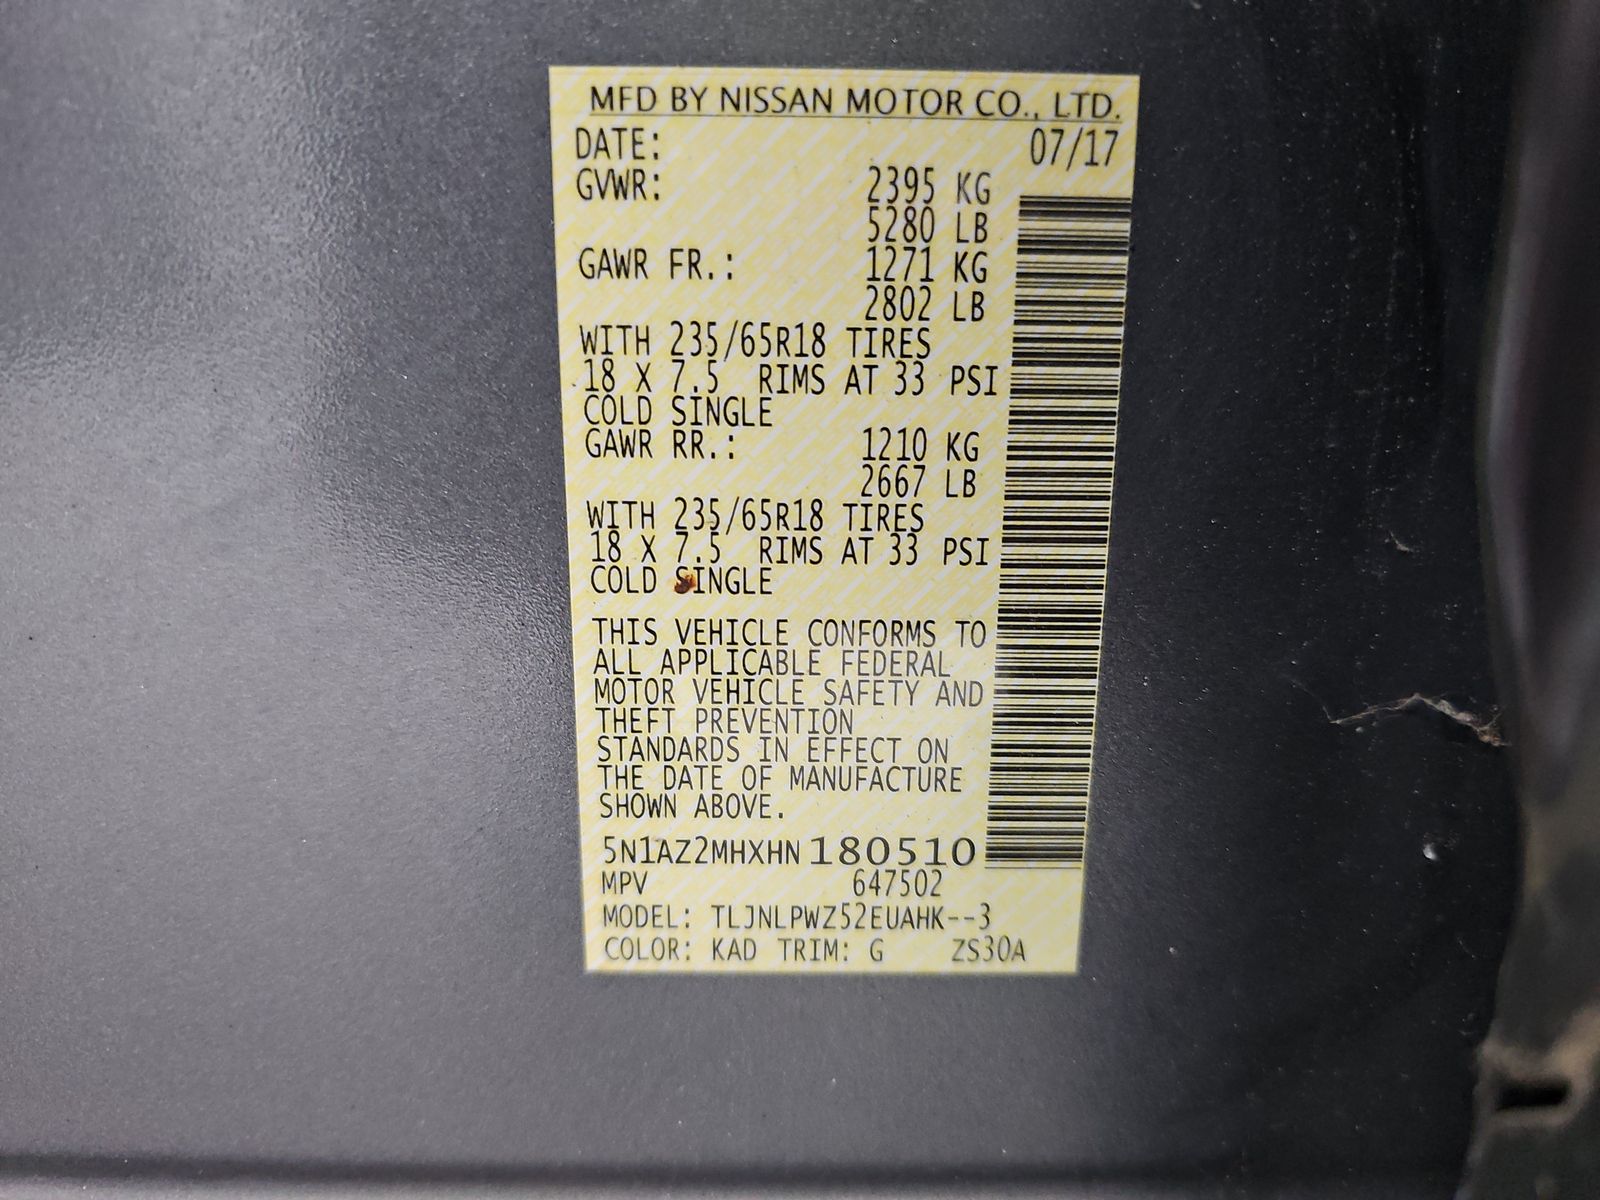 MFD BY NISSAN MOTOR CO., LTD.
DATE: 07/17
GVWR: 2395 KG
5280 LB
GAWR FR.: 1271 KG
2802 LB
WITH 235/65R18 TIRES
18 X 7.5 RIMS AT 33 PSI
COLD SINGLE
GAWR RR.: 1210 KG
2667 LB
WITH 235/65R18 TIRES
18 X 7.5 RIMS AT 33 PSI
COLD SINGLE
THIS VEHICLE CONFORMS TO
ALL APPLICABLE FEDERAL
MOTOR VEHICLE SAFETY AND
THEFT PREVENTION
STANDARDS IN EFFECT ON
THE DATE OF MANUFACTURE
SHOWN ABOVE.
5N1AZ2MHXHN180510
MPV 647502
MODEL: TLJNLPWZ52EUAHK--3
COLOR: KAD TRIM: G ZS30A